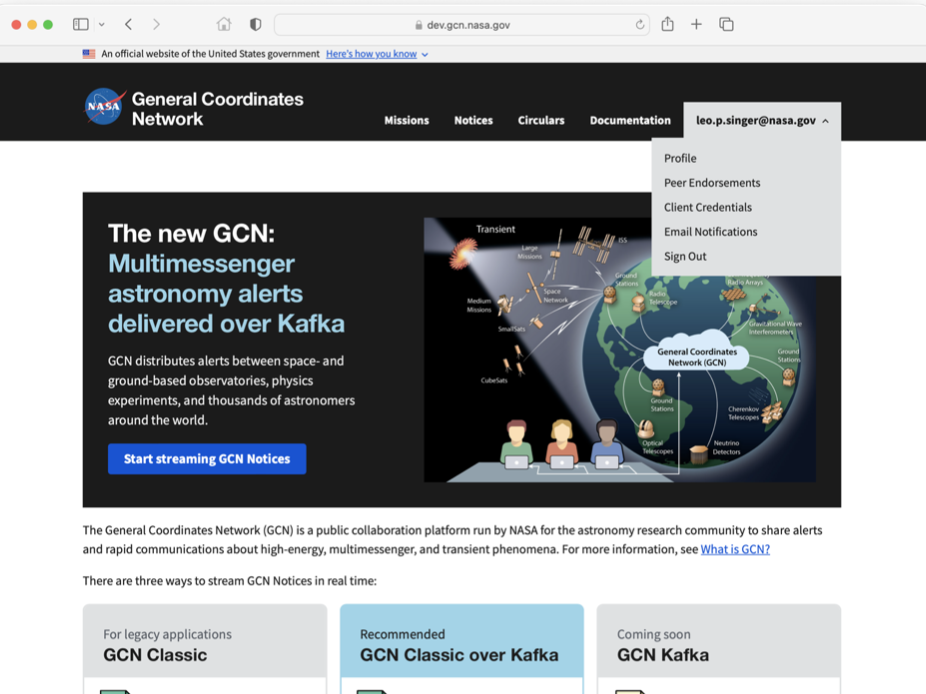 dev.gcn.nasa.gov
An official website of the United States government Here's how you know
NASA
General Coordinates
Network
Missions Notices Circulars Documentation leo.p.singer@nasa.gov
Profile
Peer Endorsements
Client Credentials
Email Notifications
Sign Out
The new GCN:
Multimessenger
astronomy alerts
delivered over Kafka
GCN distributes alerts between space- and
ground-based observatories, physics
experiments, and thousands of astronomers
around the world.
Start streaming GCN Notices
Transient
Large
Missions
ISS
Space
Network
Medium
Missions
SmallSats
CubeSats
Ground
Stations
Radio
Telescope
Radio Arrays
Gravitational Wave
Interferometers
General Coordinates
Network (GCN)
Ground
Stations
Ground
Stations
Cherenkov
Telescopes
Optical
Telescopes
Neutrino
Detectors
The General Coordinates Network (GCN) is a public collaboration platform run by NASA for the astronomy research community to share alerts
and rapid communications about high-energy, multimessenger, and transient phenomena. For more information, see What is GCN?
There are three ways to stream GCN Notices in real time:
For legacy applications
GCN Classic
Recommended
GCN Classic over Kafka
Coming soon
GCN Kafka